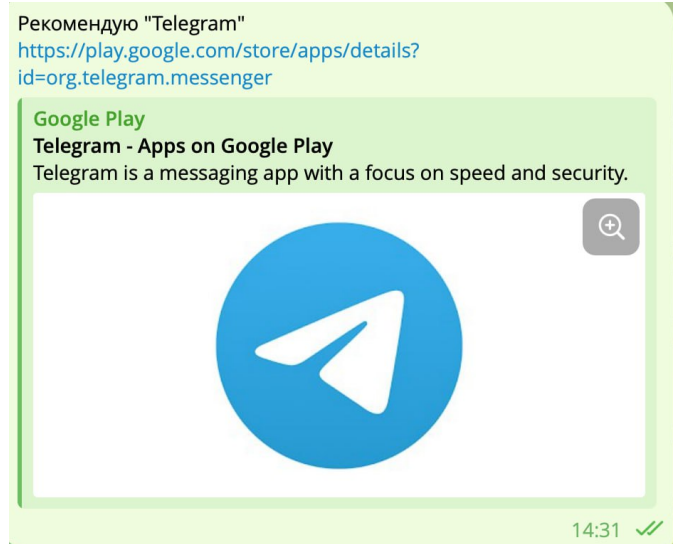 Рекомендую "Telegram"
https://play.google.com/store/apps/details?
id=org.telegram.messenger
Google Play
Telegram - Apps on Google Play
Telegram is a messaging app with a focus on speed and security.
14:31